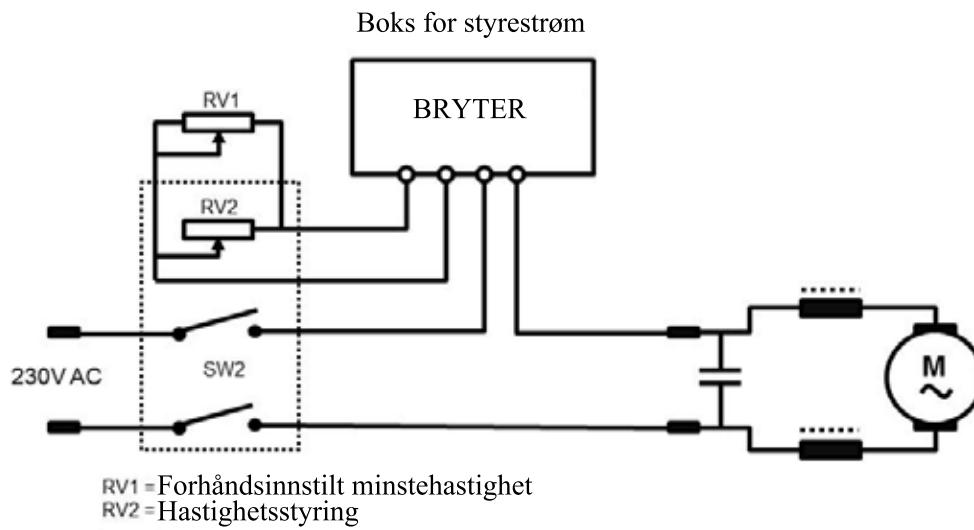 Boks for styrestrøm
BRYTER
RV1
RV2
SW2
230V AC
M
RV1 = Forhåndsinnstilt minstehastighet
RV2 = Hastighetsstyring